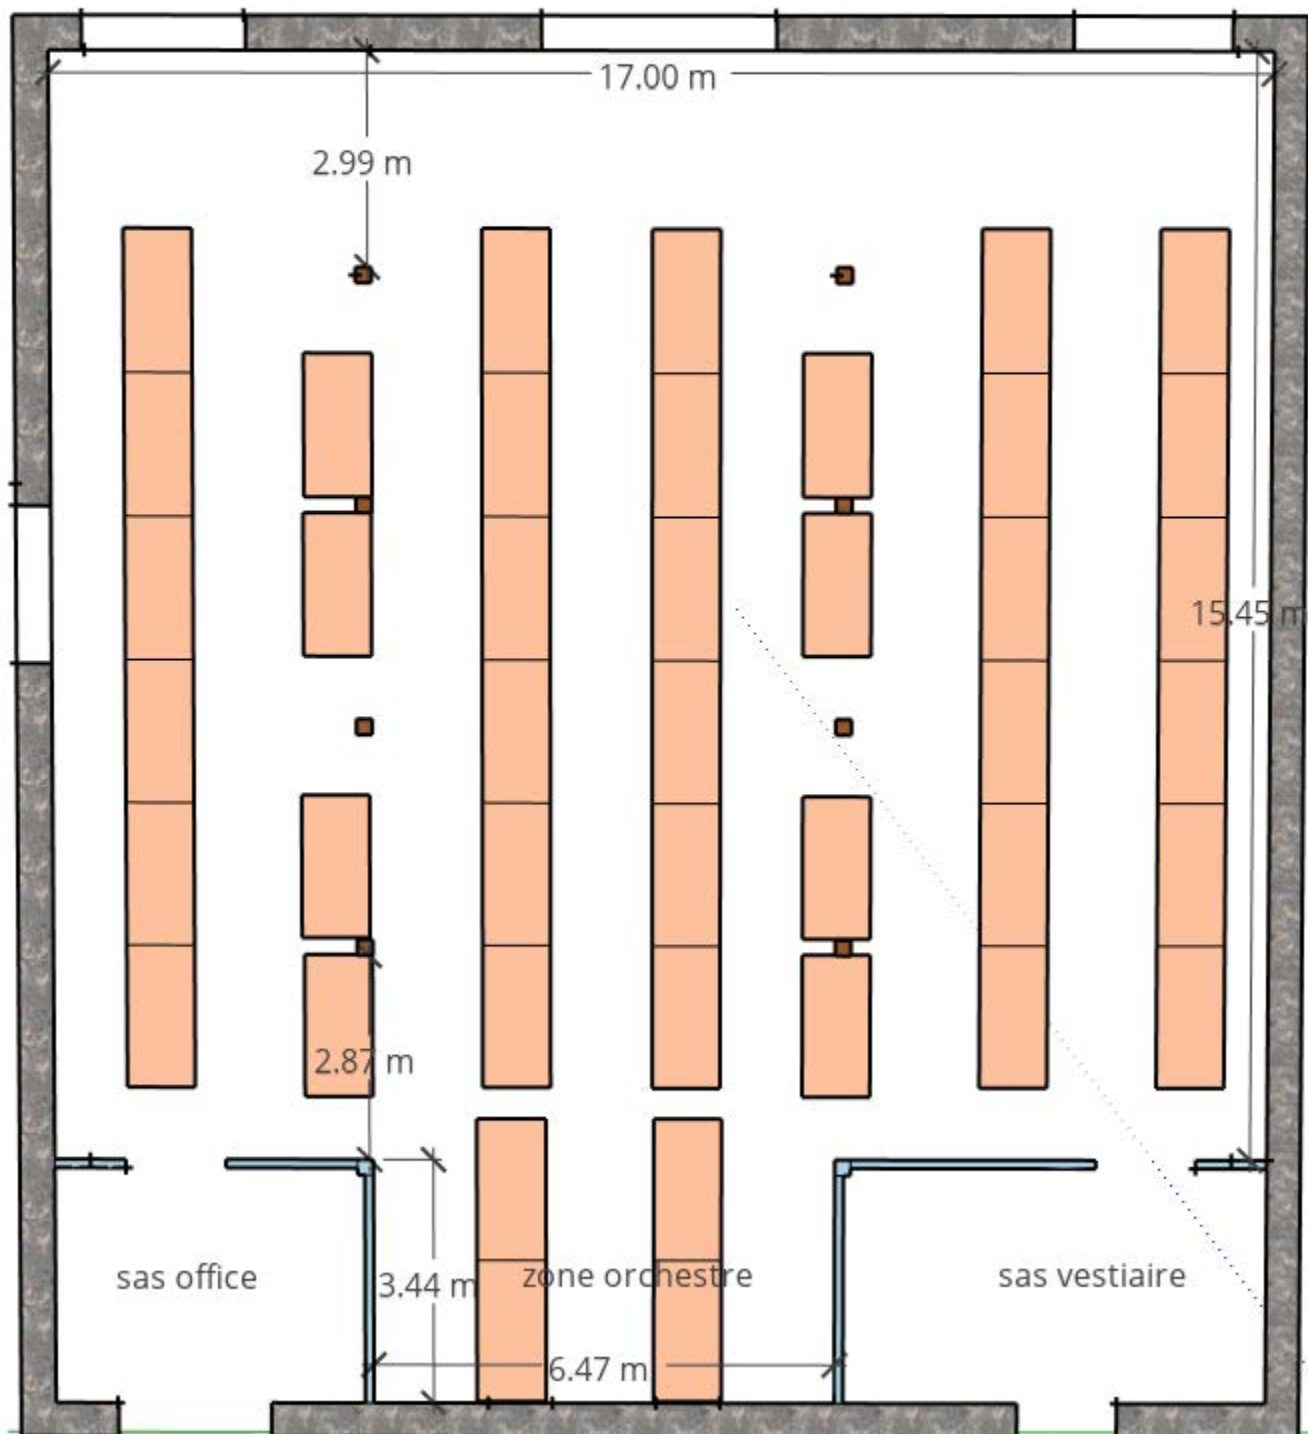 17.00 m
2.99 m
15.45 m
2.87 m
sas office
3.44 m
zone orchestre
sas vestiaire
6.47 m